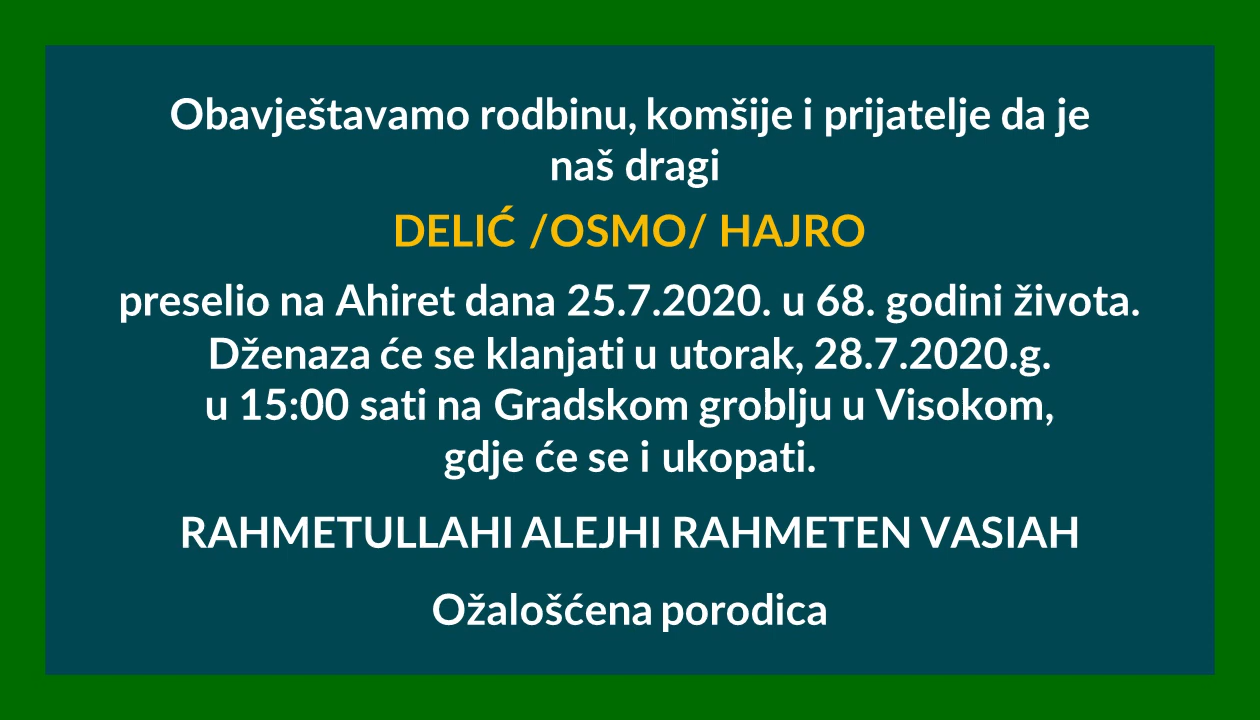 Obavještavamo rodbinu, komšije i prijatelje da je
naš dragi
DELIĆ /OSMO/ HAJRO
preselio na Ahiret dana 25.7.2020. u 68. godini života.
Dženaza će se klanjati u utorak, 28.7.2020.g.
u 15:00 sati na Gradskom groblju u Visokom,
gdje će se i ukopati.
RAHMETULLAHI ALEJHI RAHMETEN VASIAH
Ožalošćena porodica